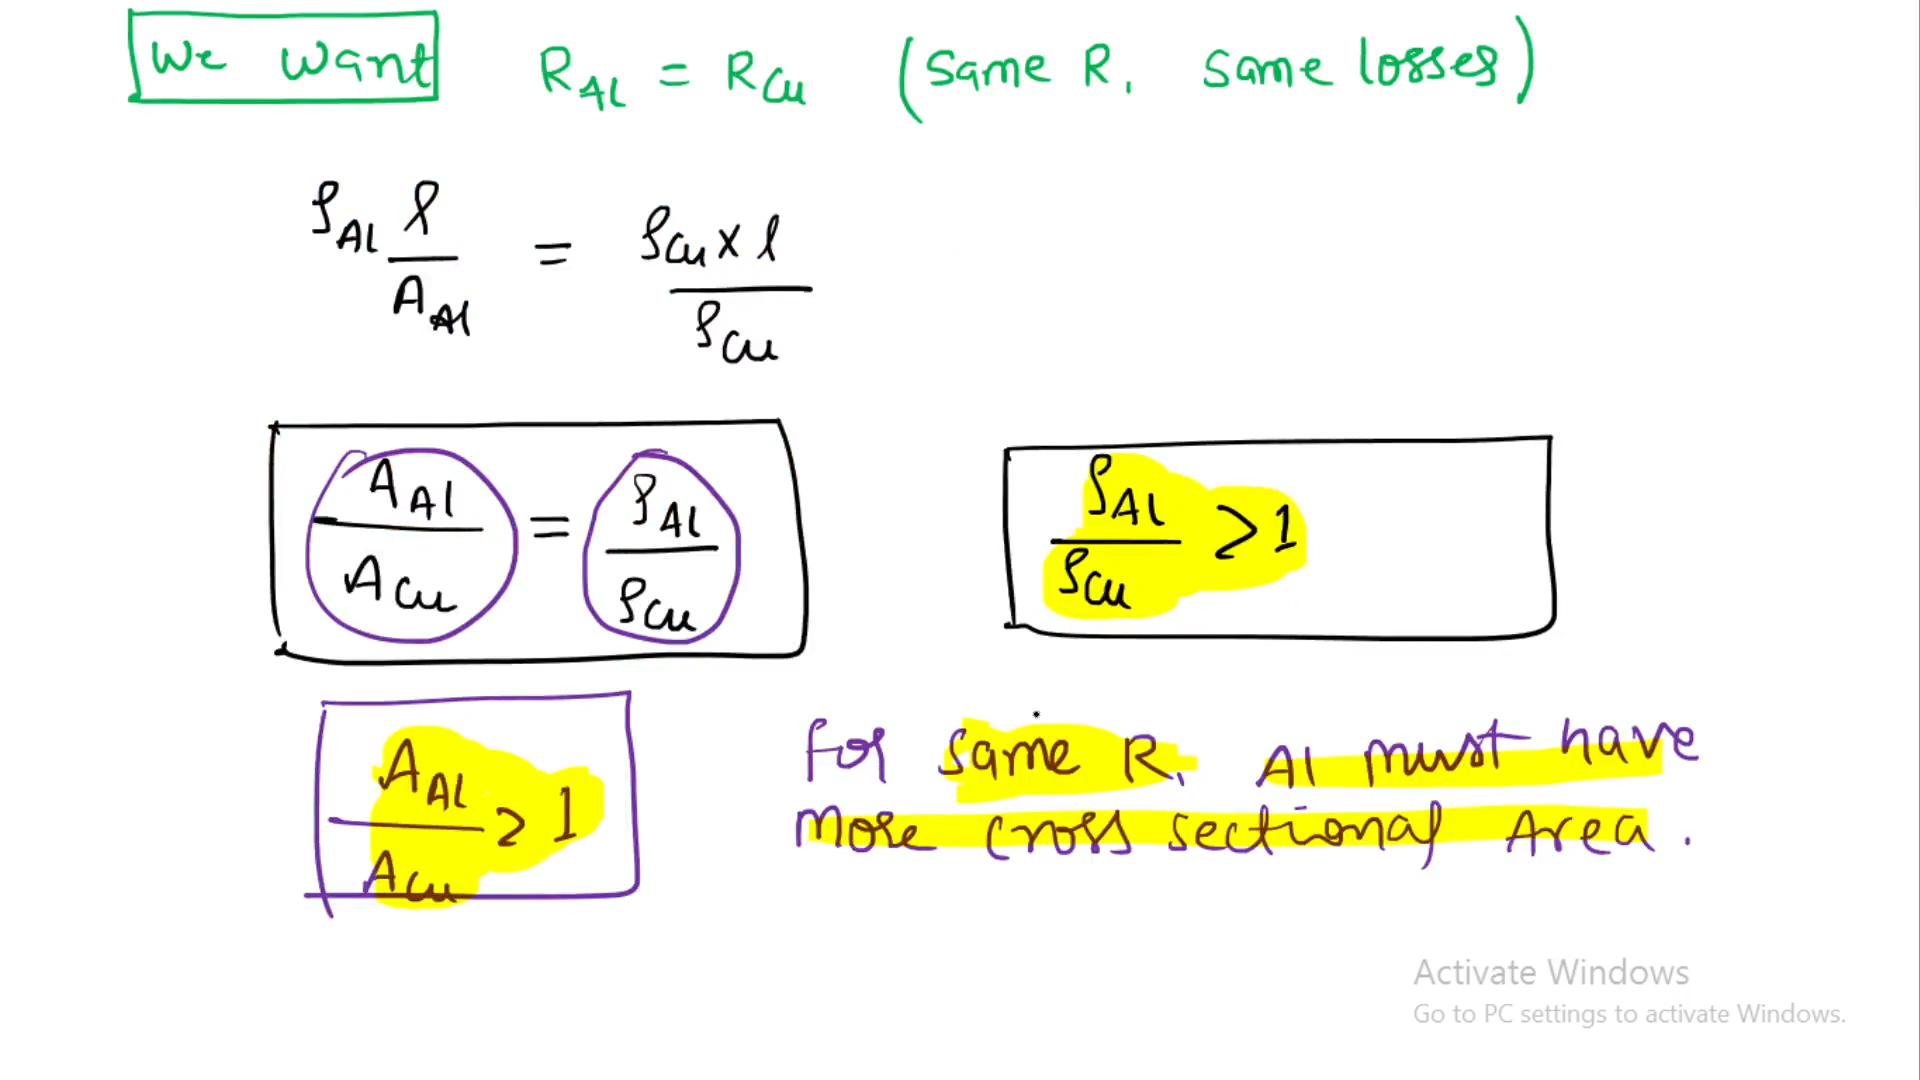 We want R_Al = R_Cu (same R, same losses)
ρ_Al l/A_Al = ρ_Cu x l/ρ_Cu
A_Al/A_Cu = ρ_Al/ρ_Cu
ρ_Al/ρ_Cu > 1
A_Al/A_Cu > 1
for same R, Al must have
more cross sectional Area.
Activate Windows
Go to PC settings to activate Windows.